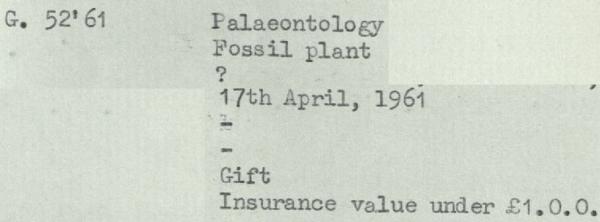 G. 52'61 Palaeontology
Fossil plant
?
17th April, 1961
-
-
Gift
Insurance value under £1.0.0.